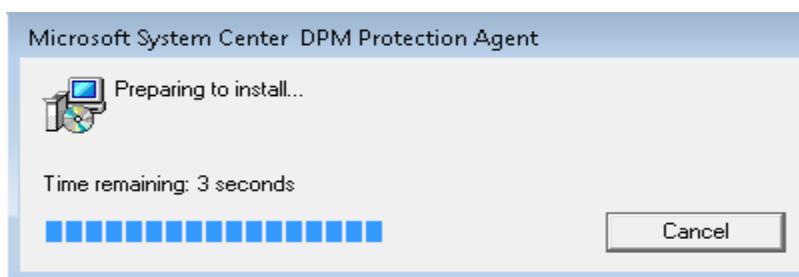 Microsoft System Center DPM Protection Agent
Preparing to install...
Time remaining: 3 seconds
Cancel